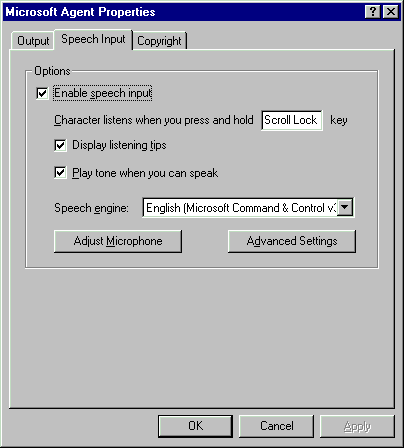 Microsoft Agent Properties
Output Speech Input Copyright
Options
Enable speech input
Character listens when you press and hold Scroll Lock key
Display listening tips
Play tone when you can speak
Speech engine: English (Microsoft Command & Control v3
Adjust Microphone Advanced Settings
OK Cancel Apply